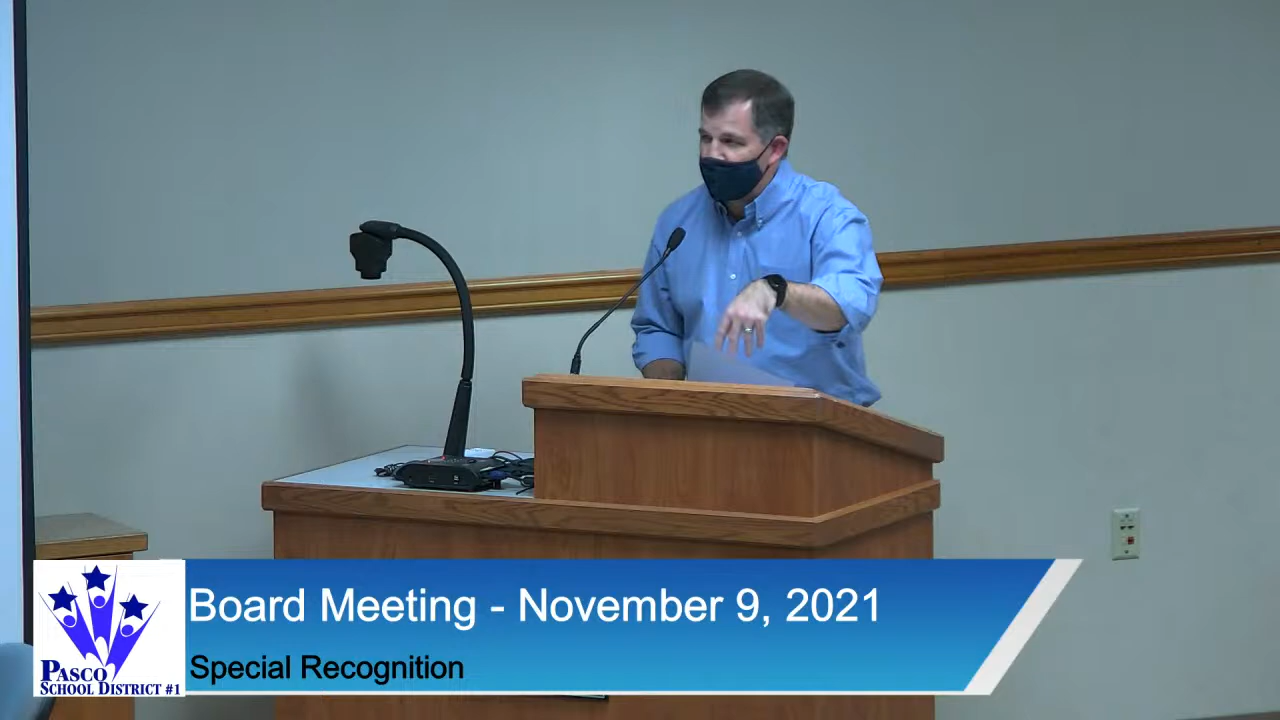 Board Meeting - November 9, 2021
Special Recognition
PASCO
SCHOOL DISTRICT #1